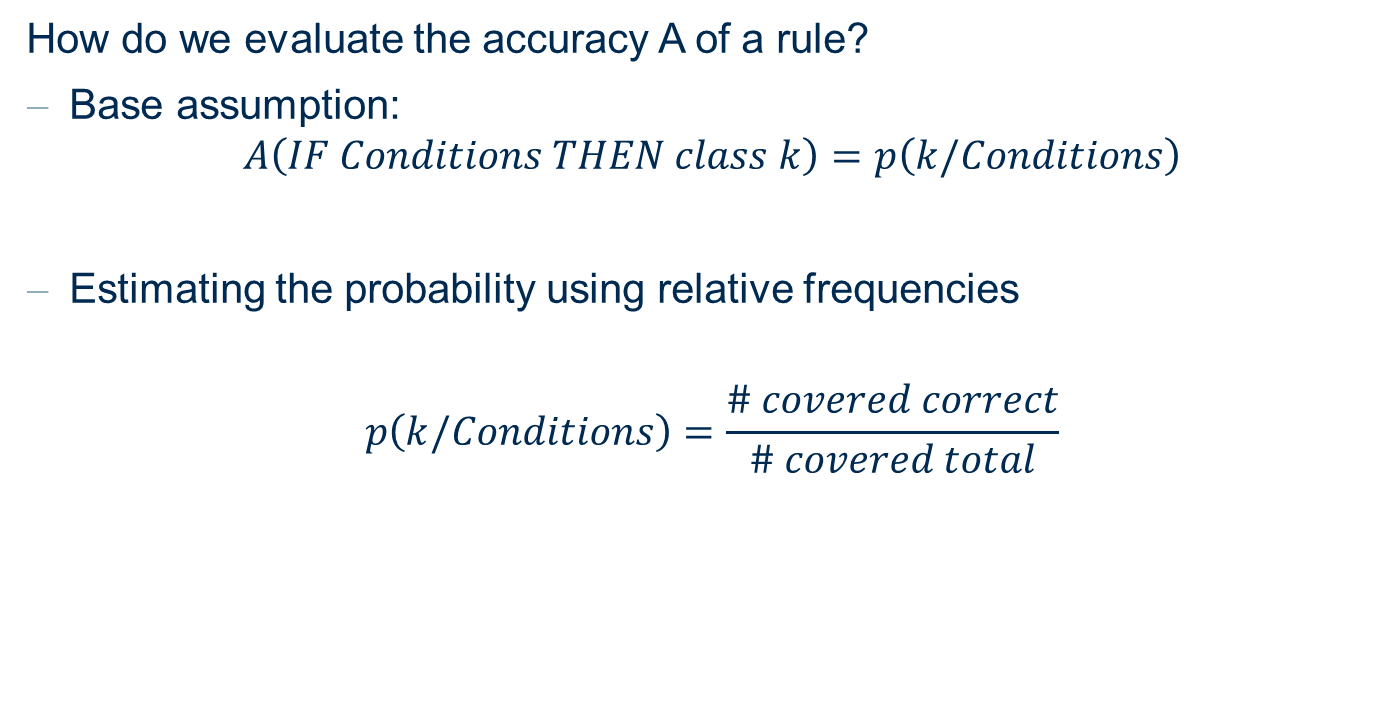 How do we evaluate the accuracy A of a rule?
– Base assumption:
A(IF Conditions THEN class k) = p(k/Conditions)
– Estimating the probability using relative frequencies
p(k/Conditions) = # covered correct / # covered total